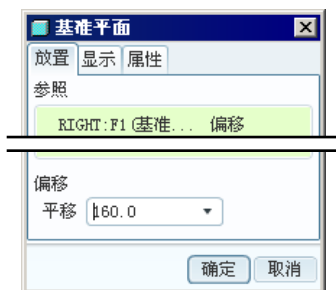 基准平面
放置 显示 属性
参照
RIGHT:F1(基准... 偏移
偏移
平移 160.0
确定 取消